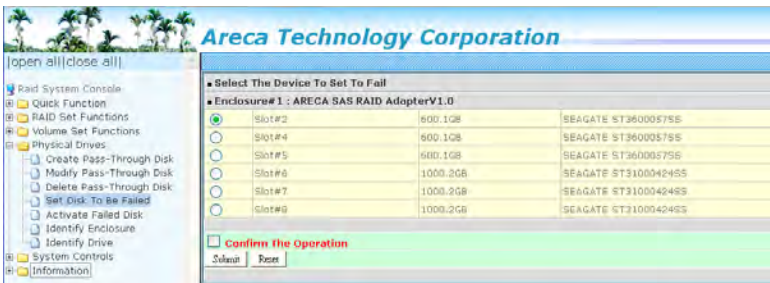 Areca Technology Corporation
|open all||close all|
Raid System Console
Quick Function
RAID Set Functions
Volume Set Functions
Physical Drives
Create Pass-Through Disk
Modify Pass-Through Disk
Delete Pass-Through Disk
Set Disk To Be Failed
Activate Failed Disk
Identify Enclosure
Identify Drive
System Controls
Information
Select The Device To Set To Fail
Enclosure#1 : ARECA SAS RAID AdapterV1.0
Slot#2 600.1GB SEAGATE ST3600057SS
Slot#4 600.1GB SEAGATE ST3600057SS
Slot#5 600.1GB SEAGATE ST3600057SS
Slot#6 1000.2GB SEAGATE ST31000424SS
Slot#7 1000.2GB SEAGATE ST31000424SS
Slot#8 1000.2GB SEAGATE ST31000424SS
Confirm The Operation
Submit Reset